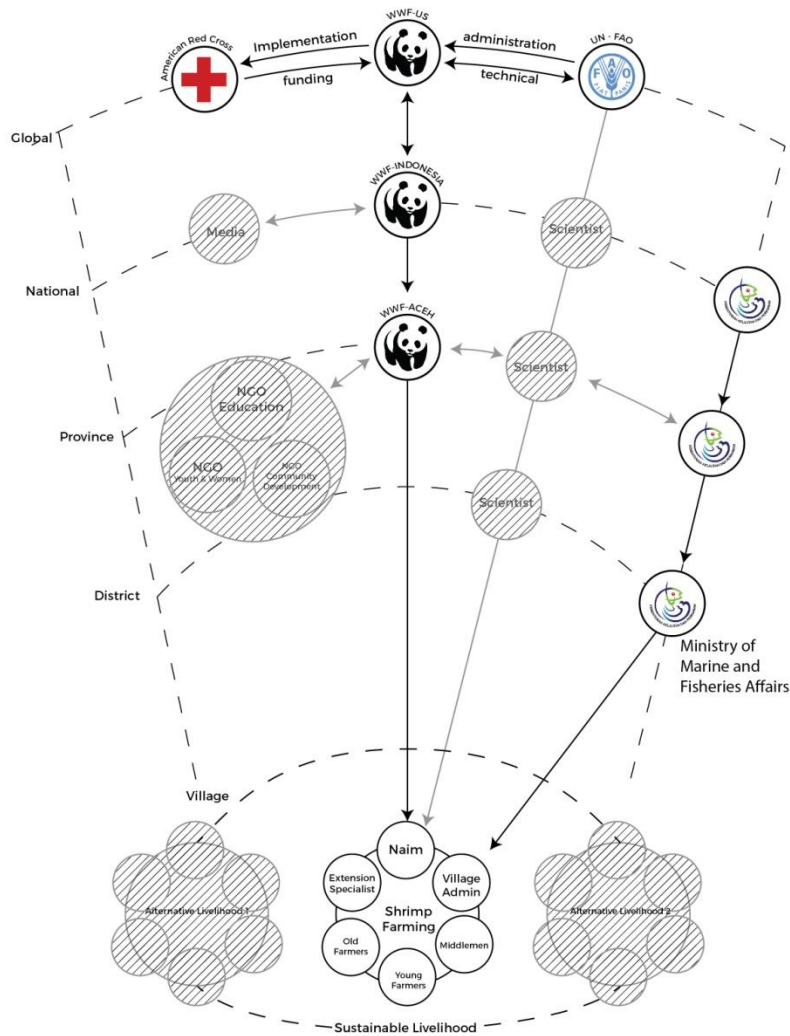 WWF-US
American Red Cross
Implementation
funding
administration
technical
UN - FAO
F A O
FIAT PANIS
Global
WWF-INDONESIA
Media
Scientist
National
WWF-ACEH
Scientist
NGO
Education
NGO
Youth & Women
NGO
Community
Development
Province
Scientist
District
Ministry of
Marine and
Fisheries Affairs
Village
Naim
Extension
Specialist
Village
Admin
Shrimp
Farming
Old
Farmers
Middlemen
Young
Farmers
Alternative Livelihood 1
Alternative Livelihood 2
Sustainable Livelihood